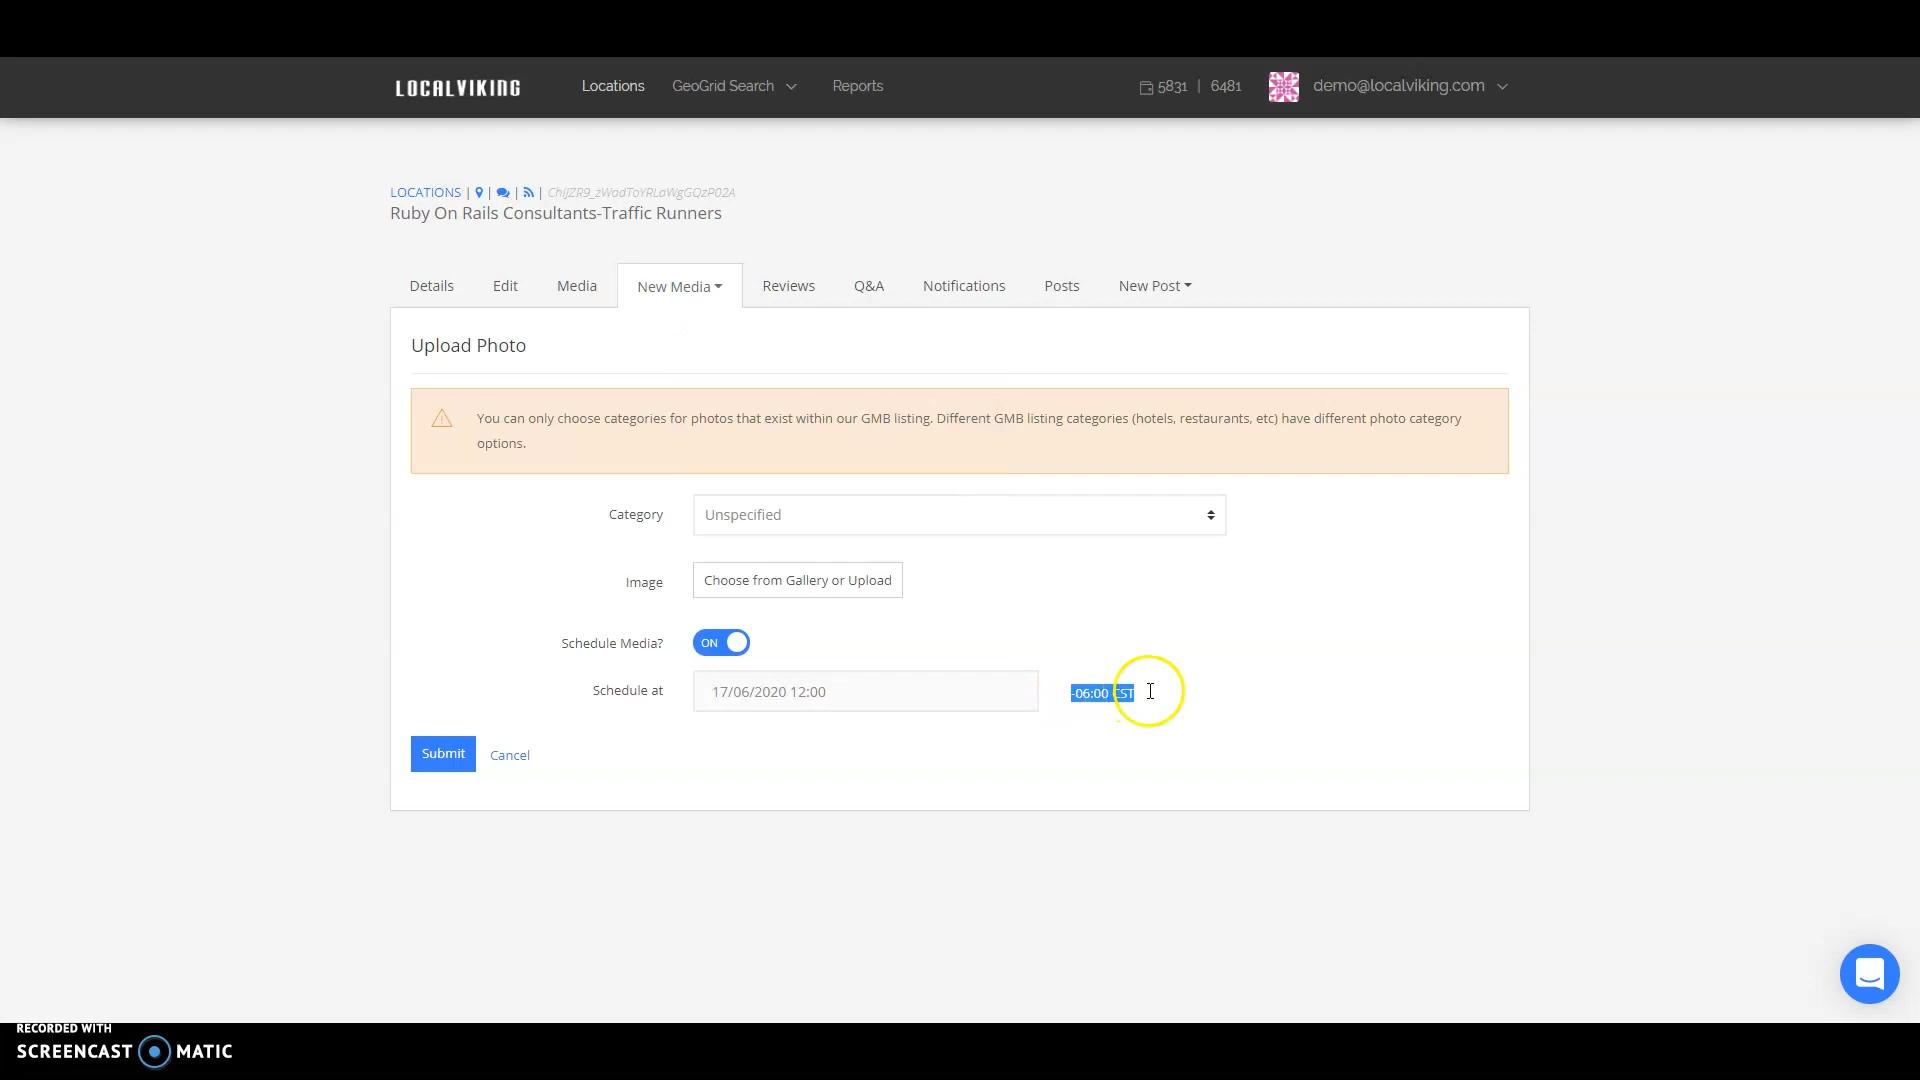 LOCALVIKING Locations GeoGrid Search Reports 5831 | 6481 demo@localviking.com
LOCATIONS | | | | ChIJZR9_zWadToYRLaWgGQzP02A
Ruby On Rails Consultants-Traffic Runners
Details Edit Media New Media Reviews Q&A Notifications Posts New Post
Upload Photo
You can only choose categories for photos that exist within our GMB listing. Different GMB listing categories (hotels, restaurants, etc) have different photo category
options.
Category Unspecified
Image Choose from Gallery or Upload
Schedule Media? ON
Schedule at 17/06/2020 12:00 -06:00 CST
Submit Cancel
RECORDED WITH
SCREENCAST MATIC